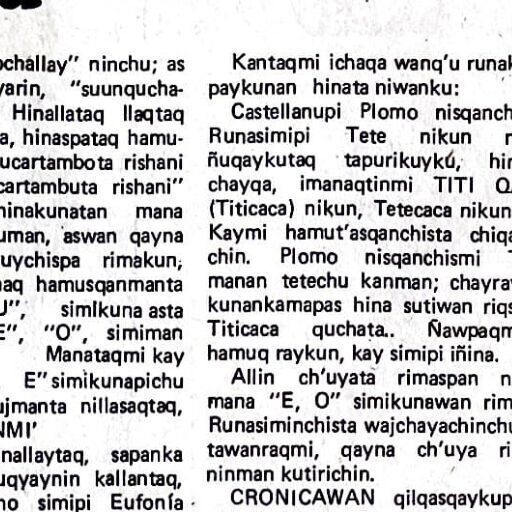 ochallay" ninchu; as
yarin, "suunqucha-
Hinallataq llaqtaq
a, hinaspataq hamu-
ucartambota rishani
cartambuta rishani"
hinakunatan mana
uman, aswan qayna
uychispa rimakun;
naq hamusqanmanta
U", simikuna asta
E", "O", simiman
Manataqmi kay
E" simikunapichu
ujmanta nillasaqtaq,
NMI'
nallaytaq, sapanka
uqyaynin kallantaq,
no simipi Eufonía
Kantaqmi ichaqa wanq'u runak
paykunan hinata niwanku:
Castellanupi Plomo nisqanch
Runasimipi Tete nikun n
ñuqaykutaq tapurikuykú, hin
chayqa, imanaqtinmi TITI Q
(Titicaca) nikun, Tetecaca nikun
Kaymi hamut'asqanchista chiqa
chin. Plomo nisqanchismi T
manan tetechu kanman; chayray
kunankamapas hina sutiwan riqs
Titicaca quchata.. Ñawpaqm
hamuq raykun, kay simipi iñina.
Allin ch'uyata rimaspan n
mana "E, O" simikunawan rim
Runasiminchista wajchayachinchu
tawanraqmi, qayna ch'uya ri
ninman kutirichin.
CRONICAWAN qilqasqaykup